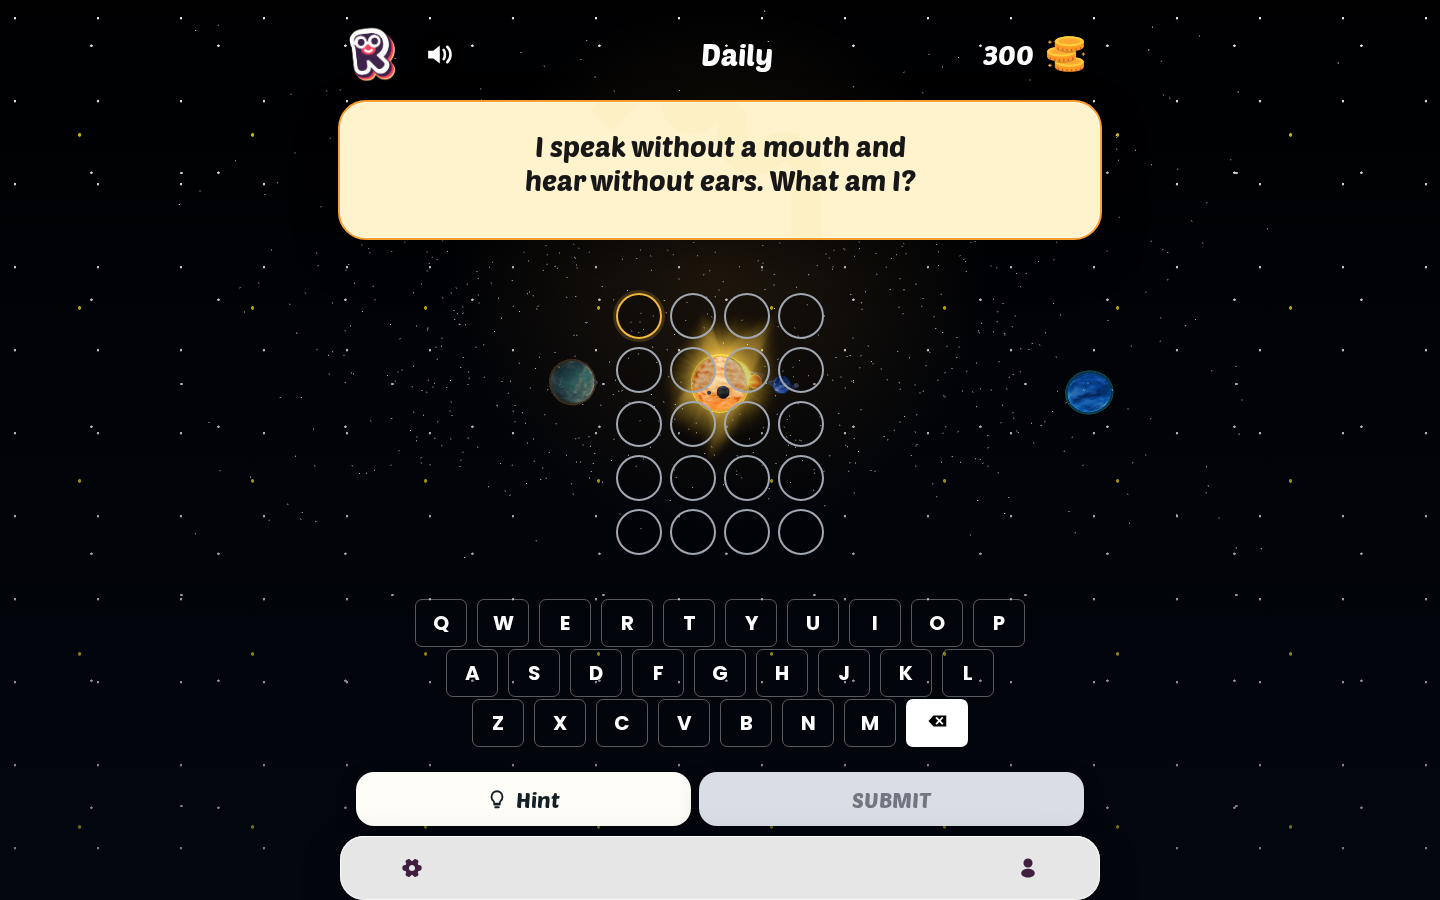 Daily
300
I speak without a mouth and
hear without ears. What am I?
Q W E R T Y U I O P
A S D F G H J K L
Z X C V B N M
Hint
SUBMIT